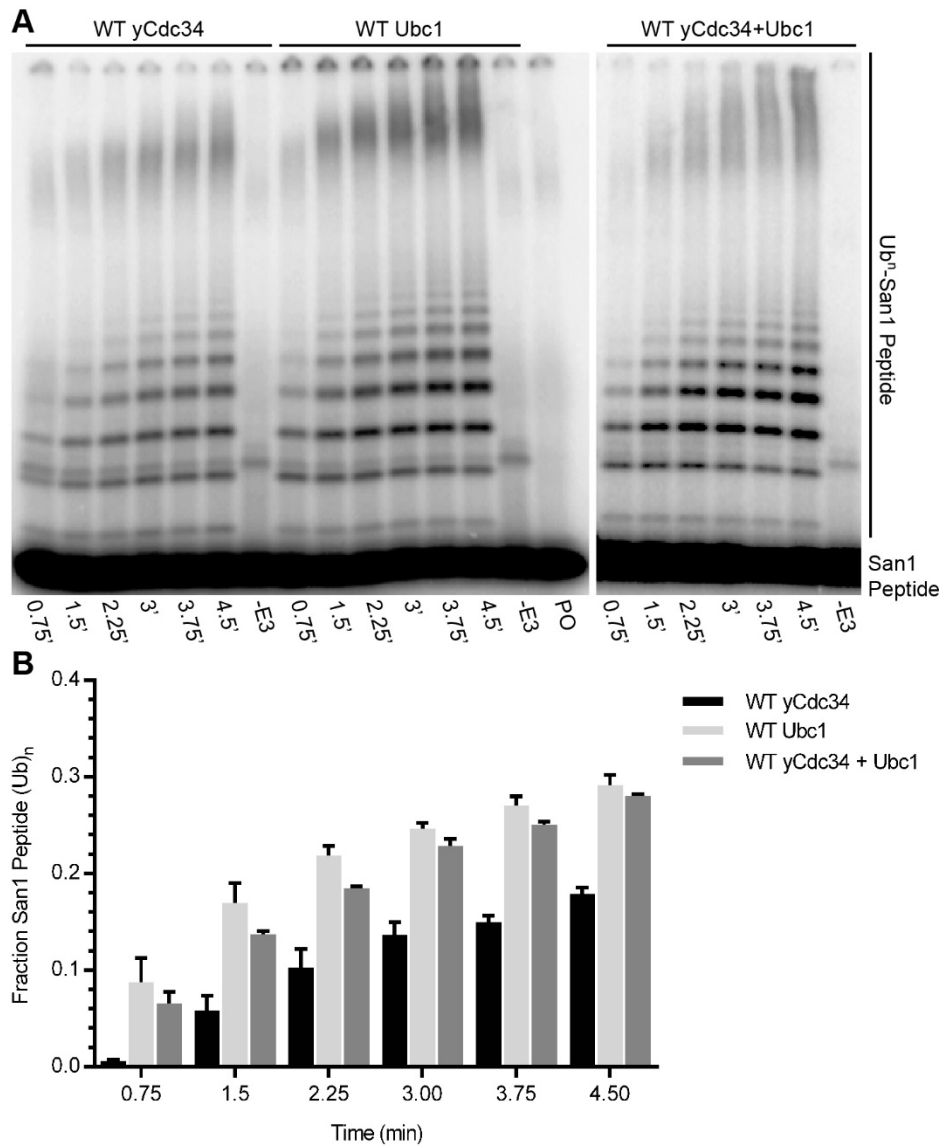 A
WT yCdc34
WT Ubc1
WT yCdc34+Ubc1
Ubⁿ-San1 Peptide
San1
Peptide
0.75' 1.5' 2.25' 3' 3.75' 4.5' -E3 0.75' 1.5' 2.25' 3' 3.75' 4.5' -E3 PO 0.75' 1.5' 2.25' 3' 3.75' 4.5' -E3
B
Fraction San1 Peptide (Ub)ₙ
0.4
0.3
0.2
0.1
0.0
WT yCdc34
WT Ubc1
WT yCdc34 + Ubc1
0.75 1.5 2.25 3.00 3.75 4.50
Time (min)